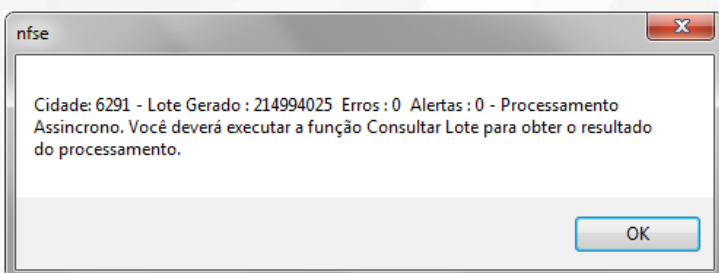 nfse
Cidade: 6291 - Lote Gerado : 214994025  Erros : 0  Alertas : 0 - Processamento
Assincrono. Você deverá executar a função Consultar Lote para obter o resultado
do processamento.
OK